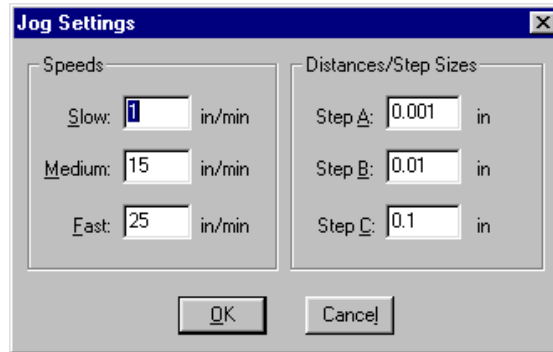 Jog Settings
Speeds
Slow: 1 in/min
Medium: 15 in/min
Fast: 25 in/min
Distances/Step Sizes
Step A: 0.001 in
Step B: 0.01 in
Step C: 0.1 in
OK
Cancel